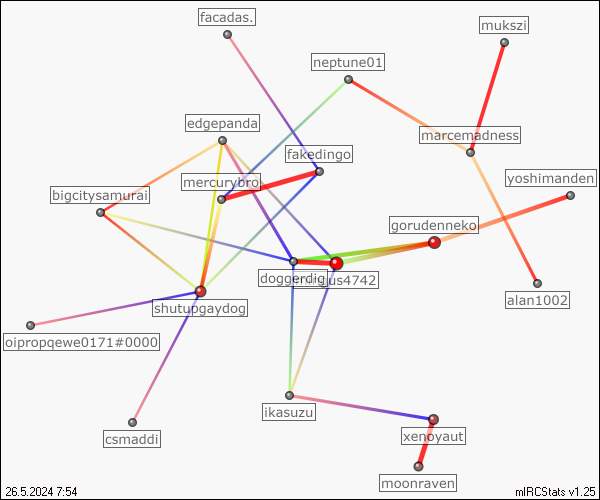 facadas.
mukszi
neptune01
edgepanda
marcemadness
fakedingo
mercurybro
yoshimanden
bigcitysamurai
gorudenneko
doggerdig
us4742
alan1002
shutupgaydog
oipropqewe0171#0000
ikasuzu
csmaddi
xenoyaut
moonraven
26.5.2024 7:54
mIRCStats v1.25